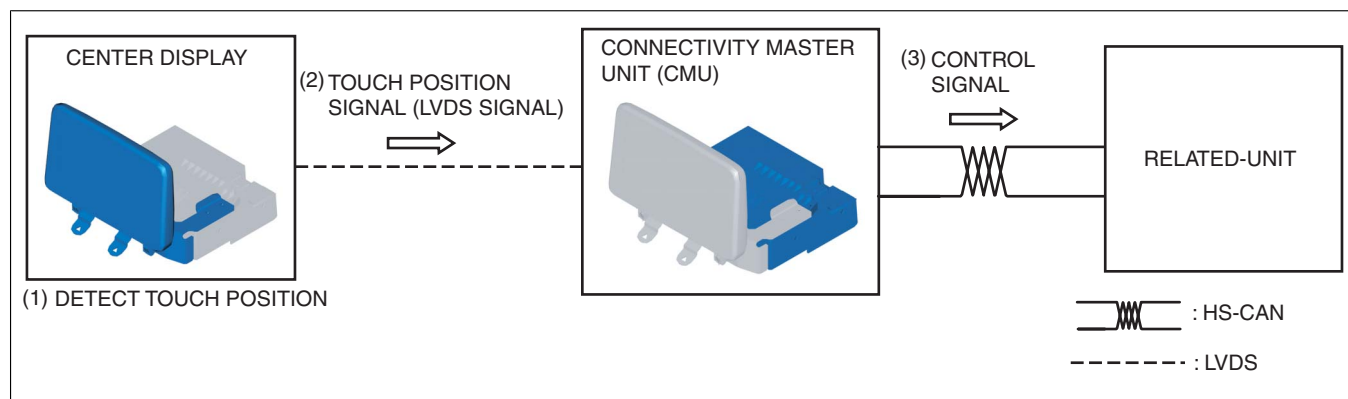 CENTER DISPLAY
(2) TOUCH POSITION
SIGNAL (LVDS SIGNAL)
CONNECTIVITY MASTER
UNIT (CMU)
(3) CONTROL
SIGNAL
RELATED-UNIT
(1) DETECT TOUCH POSITION
: HS-CAN
: LVDS